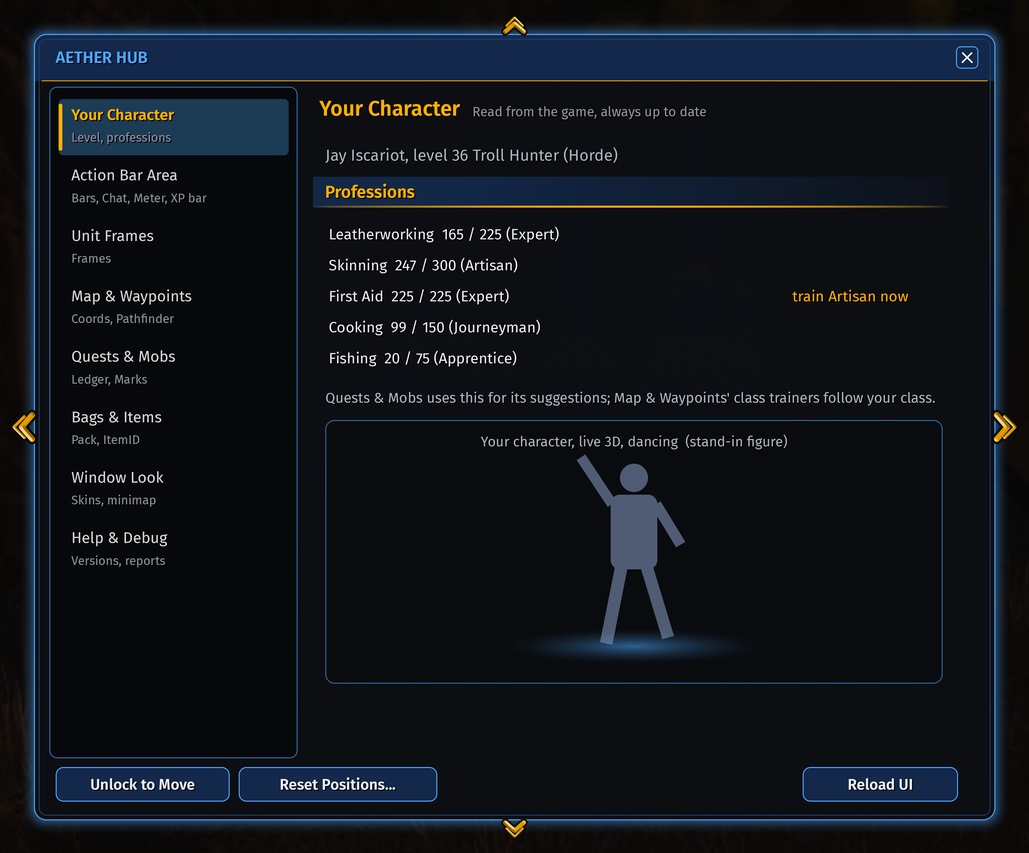 AETHER HUB
Your Character
Level, professions
Action Bar Area
Bars, Chat, Meter, XP bar
Unit Frames
Frames
Map & Waypoints
Coords, Pathfinder
Quests & Mobs
Ledger, Marks
Bags & Items
Pack, ItemID
Window Look
Skins, minimap
Help & Debug
Versions, reports
Your Character Read from the game, always up to date
Jay Iscariot, level 36 Troll Hunter (Horde)
Professions
Leatherworking 165 / 225 (Expert)
Skinning 247 / 300 (Artisan)
First Aid 225 / 225 (Expert) train Artisan now
Cooking 99 / 150 (Journeyman)
Fishing 20 / 75 (Apprentice)
Quests & Mobs uses this for its suggestions; Map & Waypoints' class trainers follow your class.
Your character, live 3D, dancing (stand-in figure)
Unlock to Move Reset Positions... Reload UI